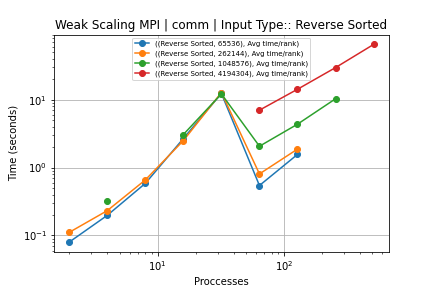 Weak Scaling MPI | comm | Input Type:: Reverse Sorted
((Reverse Sorted, 65536), Avg time/rank)
((Reverse Sorted, 262144), Avg time/rank)
((Reverse Sorted, 1048576), Avg time/rank)
((Reverse Sorted, 4194304), Avg time/rank)
Time (seconds)
10¹
10⁰
10⁻¹
10¹
10²
Proccesses